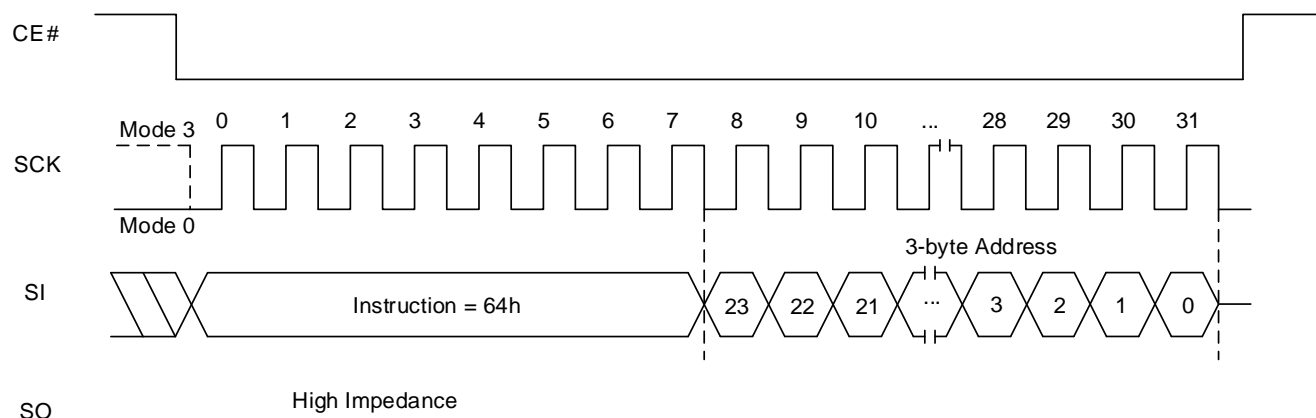 CE#
Mode 3
0 1 2 3 4 5 6 7 8 9 10 ... 28 29 30 31
SCK
Mode 0
3-byte Address
SI
Instruction = 64h
23 22 21 ... 3 2 1 0
High Impedance
SO